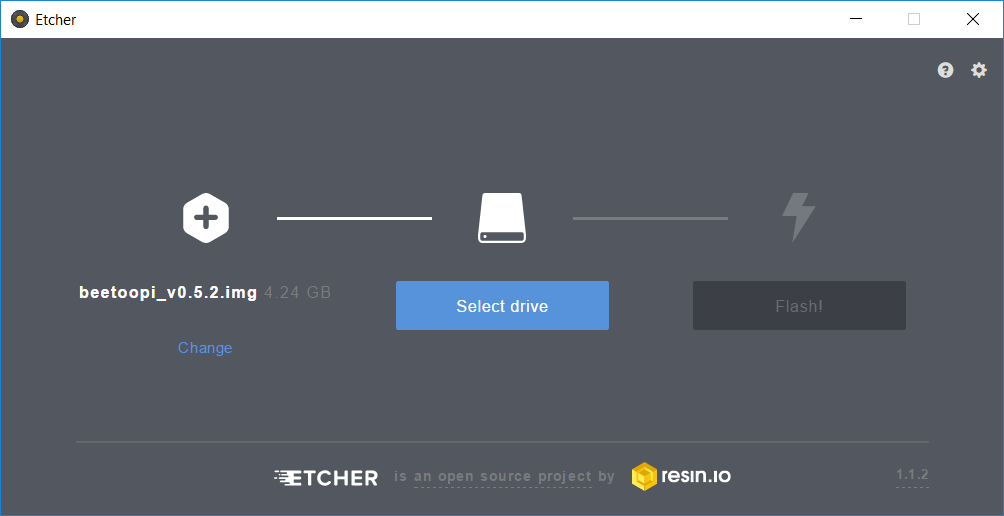 Etcher
beetoopi_v0.5.2.img 4.24 GB
Change
Select drive
Flash!
ETCHER is an open source project by resin.io
1.1.2